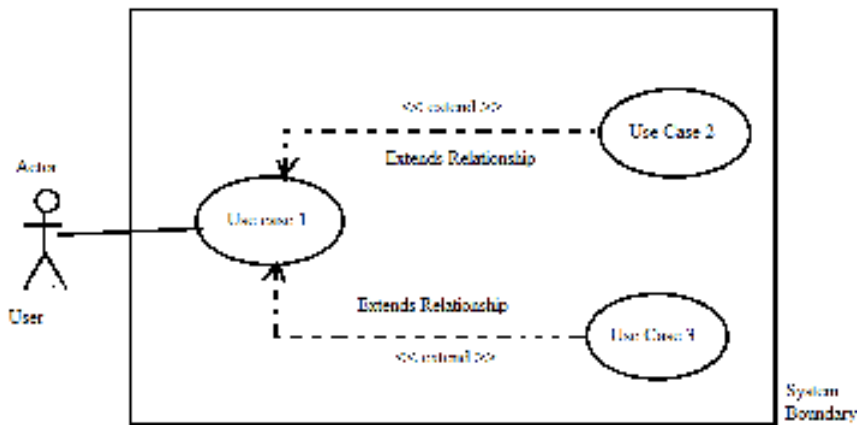 << extend >>
Use Case 2
Extends Relationship
Actor
Use case 1
Extends Relationship
User
Use Case 3
<< extend >>
System
Boundary